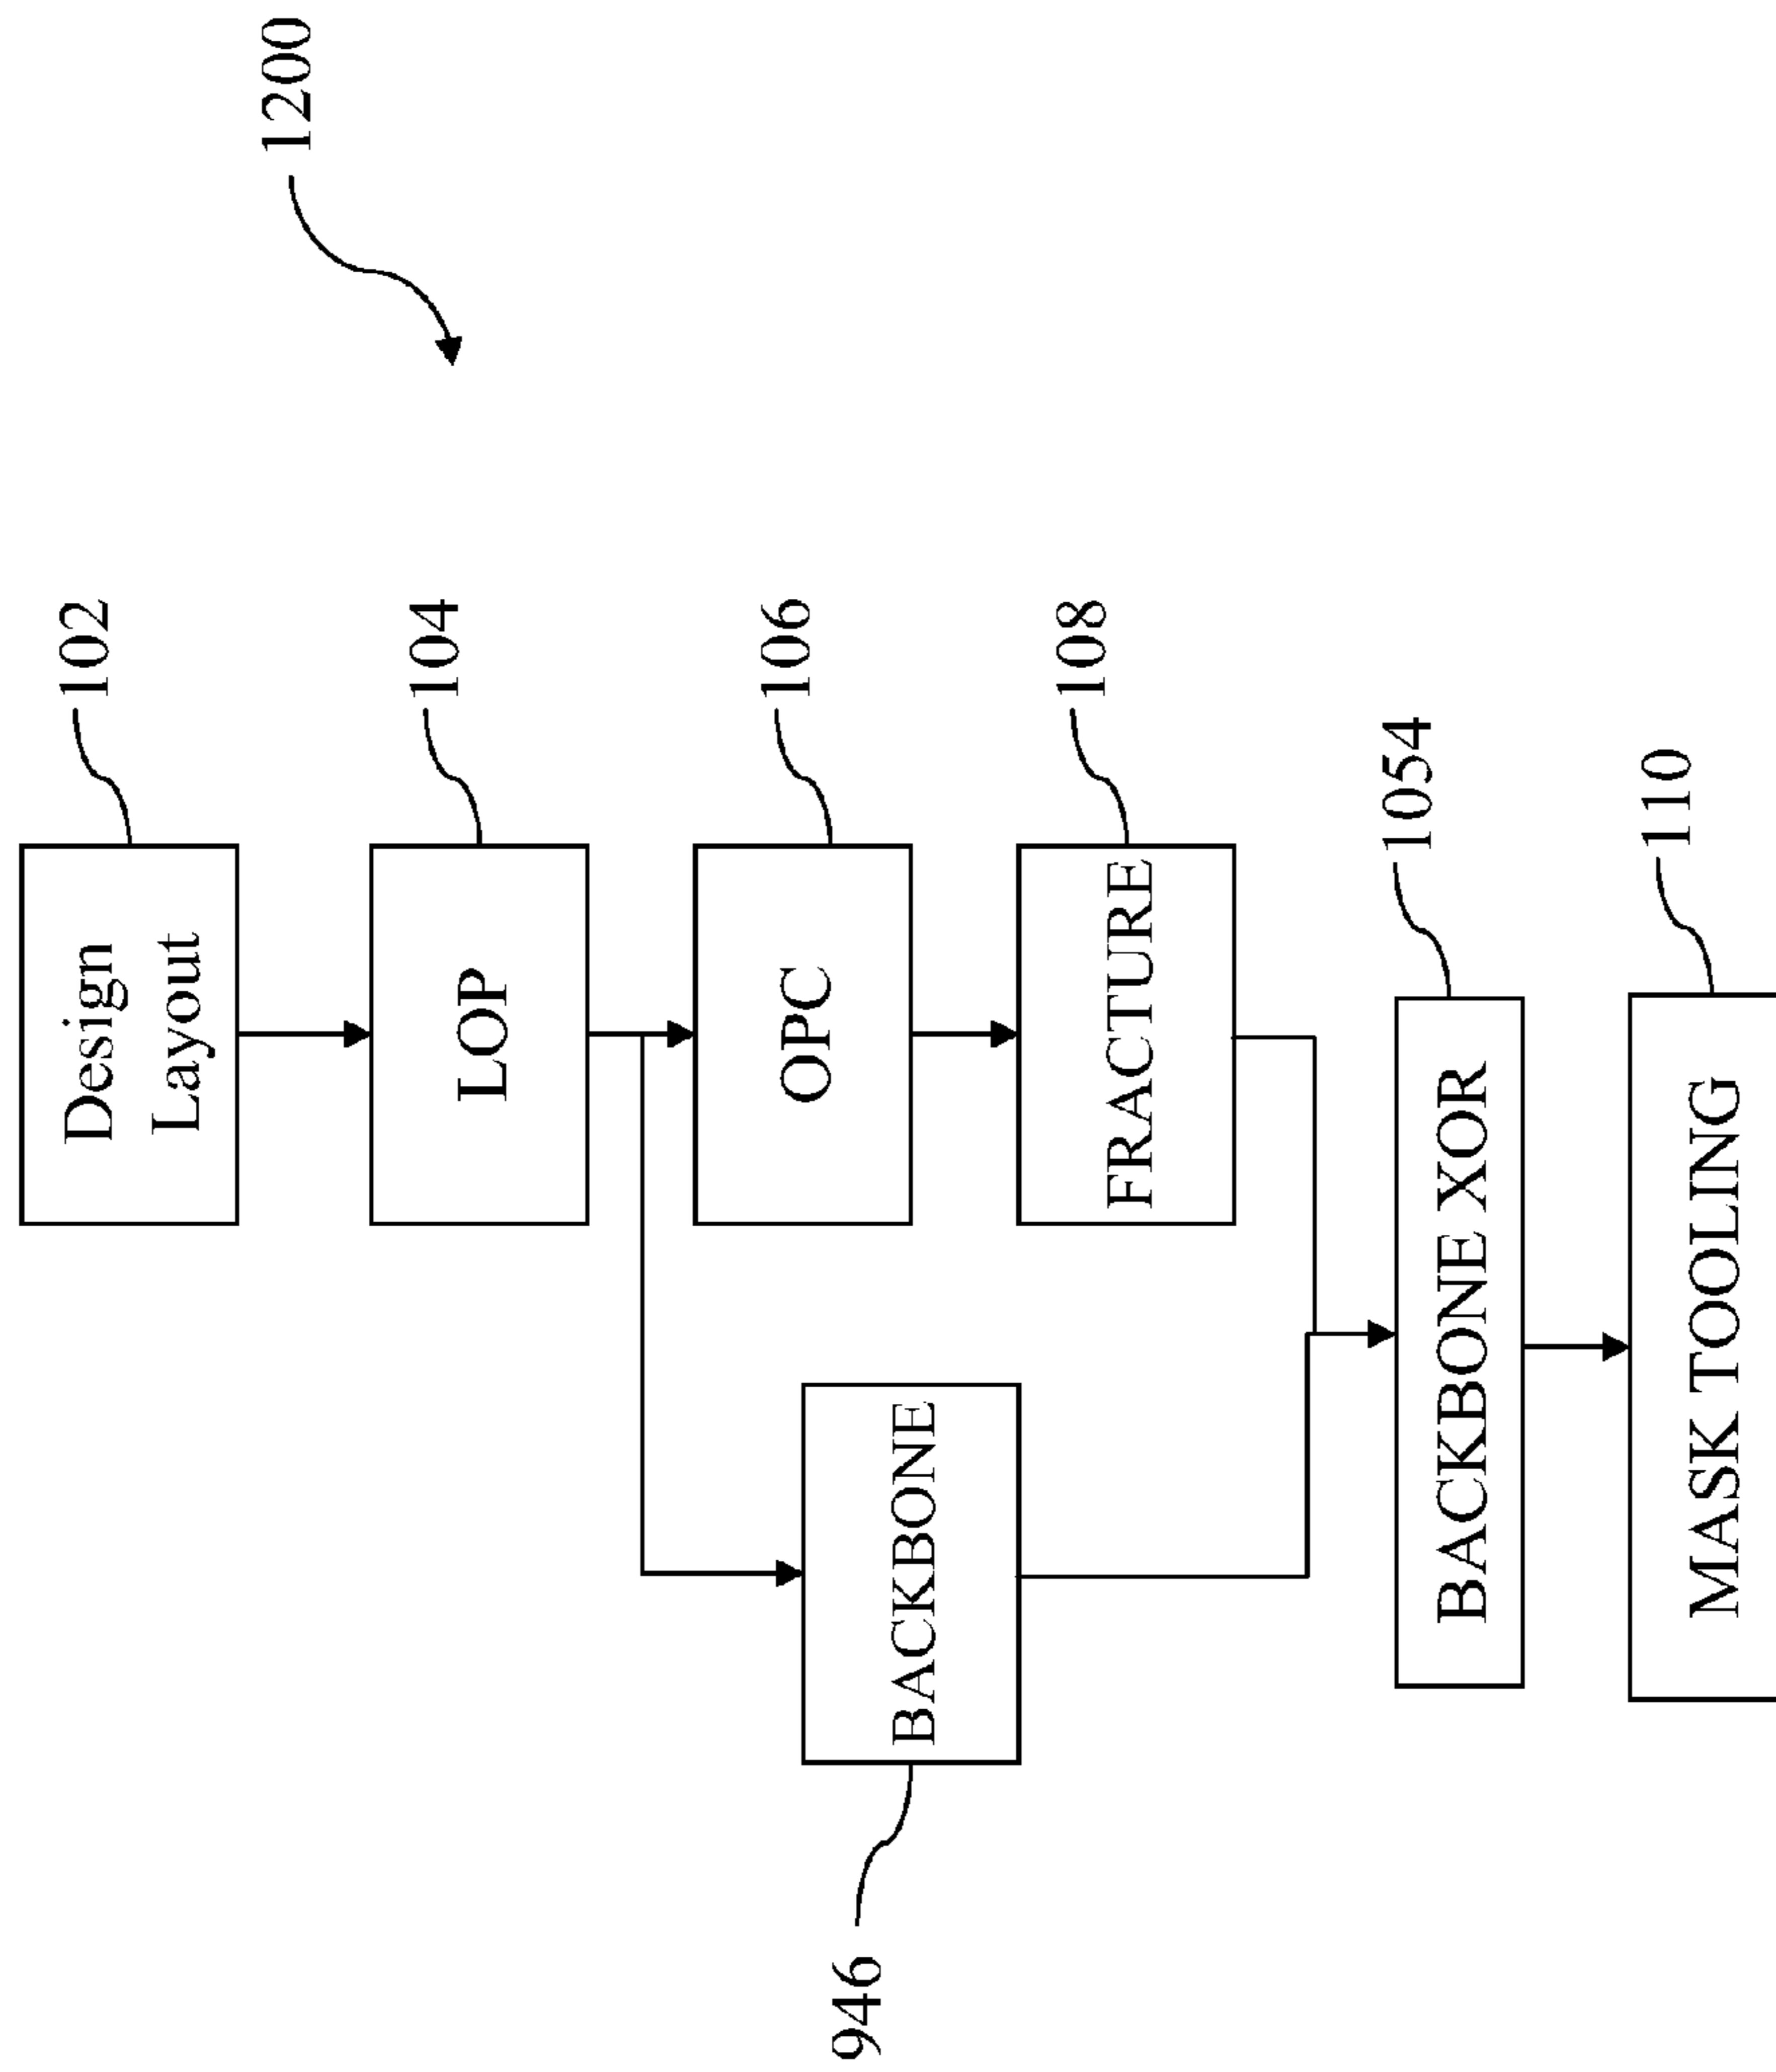 1200
Design
Layout
102
LOP
104
OPC
106
FRACTURE
108
BACKBONE
946
BACKBONE XOR
1054
MASK TOOLING
110